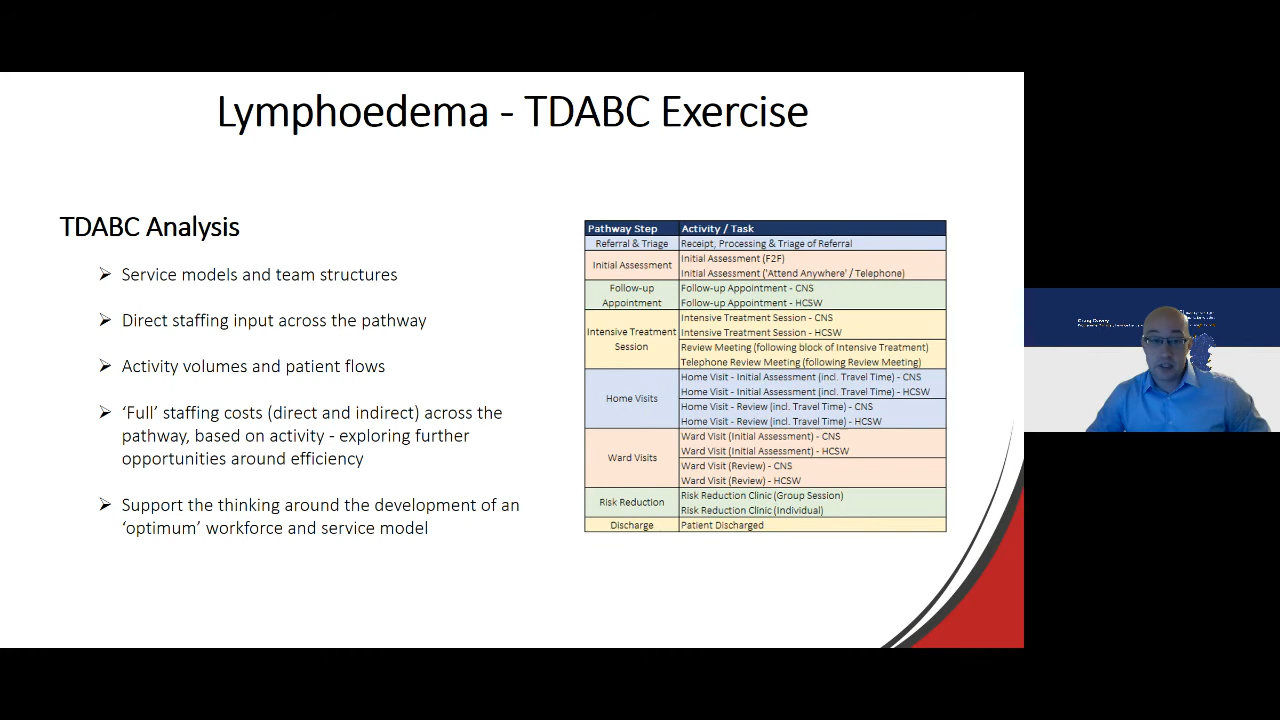 Lymphoedema - TDABC Exercise
TDABC Analysis
Service models and team structures
Direct staffing input across the pathway
Activity volumes and patient flows
‘Full’ staffing costs (direct and indirect) across the
pathway, based on activity - exploring further
opportunities around efficiency
Support the thinking around the development of an
‘optimum’ workforce and service model
Pathway Step Activity / Task
Referral & Triage Receipt, Processing & Triage of Referral
Initial Assessment
Initial Assessment (F2F)
Initial Assessment ('Attend Anywhere' / Telephone)
Follow-up
Appointment
Follow-up Appointment - CNS
Follow-up Appointment - HCSW
Intensive Treatment
Session
Intensive Treatment Session - CNS
Intensive Treatment Session - HCSW
Review Meeting (following block of Intensive Treatment)
Telephone Review Meeting (following Review Meeting)
Home Visits
Home Visit - Initial Assessment (incl. Travel Time) - CNS
Home Visit - Initial Assessment (incl. Travel Time) - HCSW
Home Visit - Review (incl. Travel Time) - CNS
Home Visit - Review (incl. Travel Time) - HCSW
Ward Visits
Ward Visit (Initial Assessment) - CNS
Ward Visit (Initial Assessment) - HCSW
Ward Visit (Review) - CNS
Ward Visit (Review) - HCSW
Risk Reduction
Risk Reduction Clinic (Group Session)
Risk Reduction Clinic (Individual)
Discharge Patient Discharged